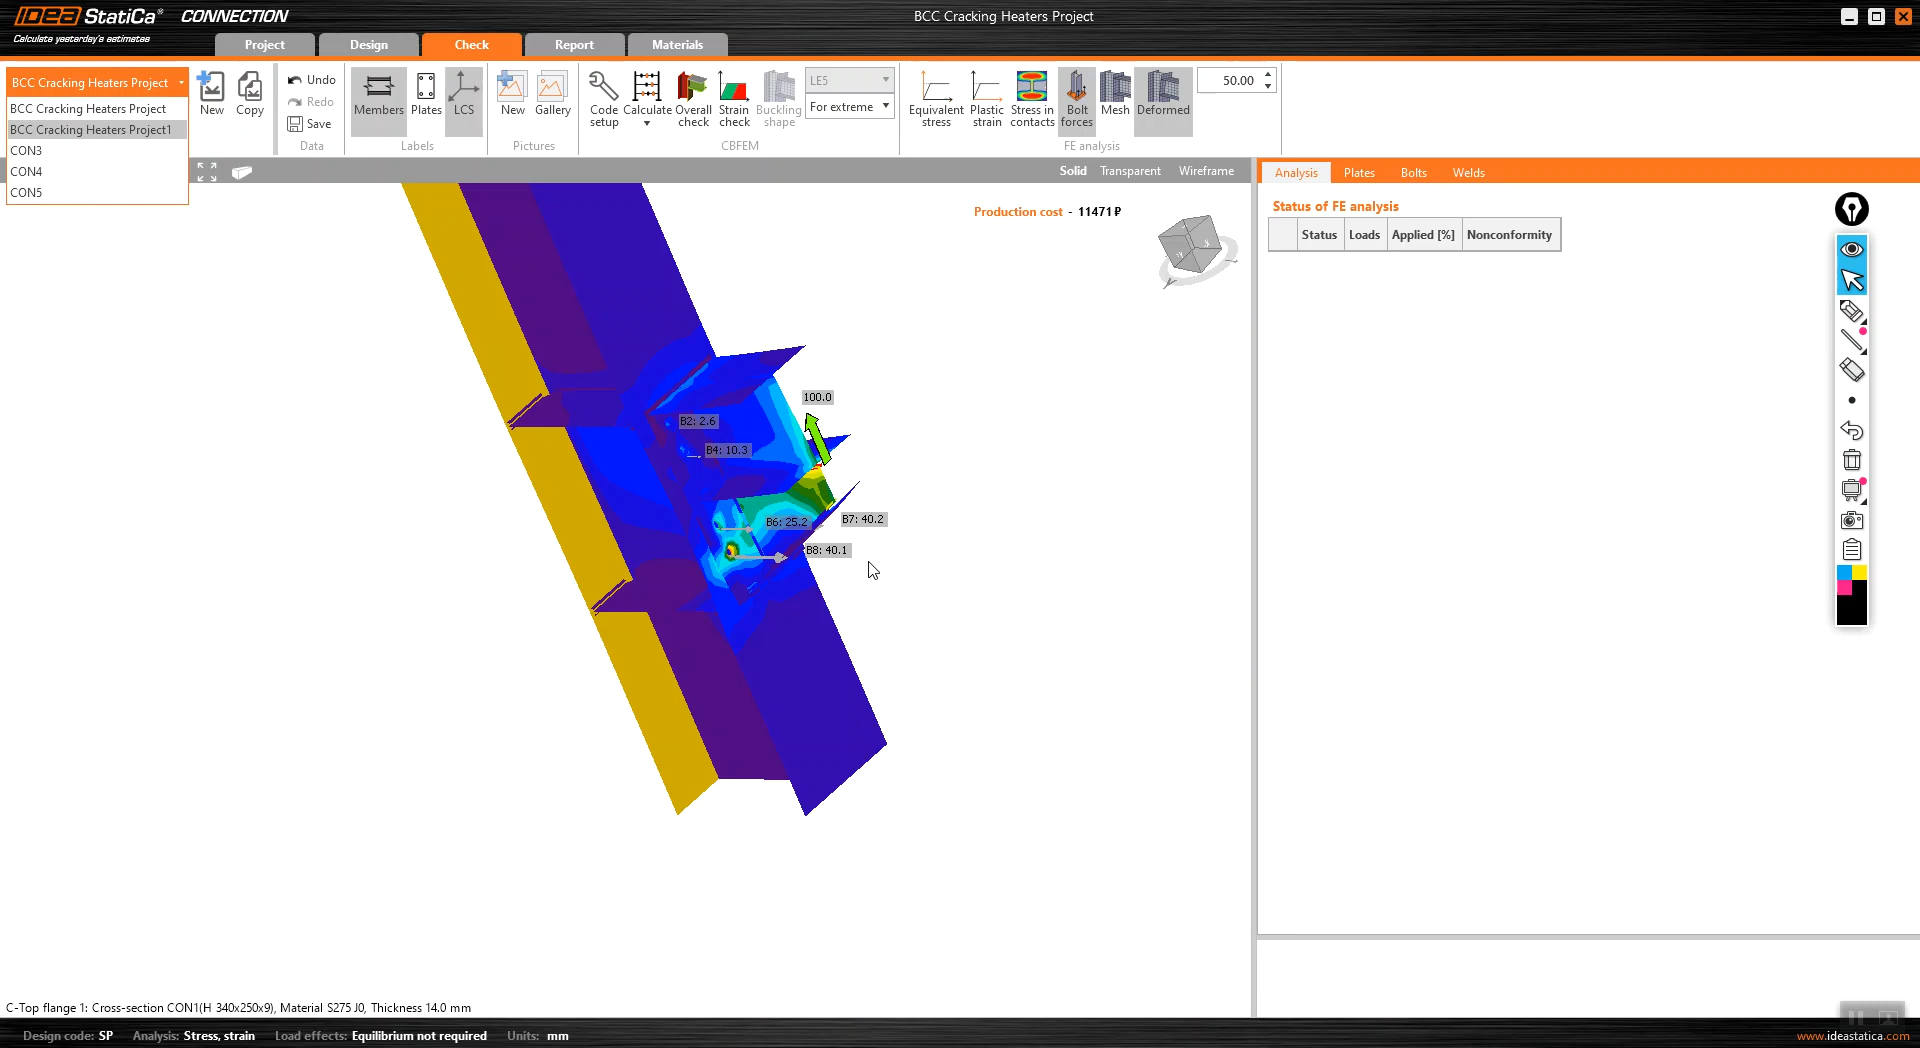 IDEA StatiCa® CONNECTION
Calculate yesterday's estimates
BCC Cracking Heaters Project
Project Design Check Report Materials
BCC Cracking Heaters Project
BCC Cracking Heaters Project
BCC Cracking Heaters Project1
CON3
CON4
CON5
New Copy
Undo
Redo
Save
Data
Members Plates LCS
Labels
New Gallery
Pictures
Code setup
Calculate
Overall check
Strain check
Buckling shape
LE5
For extreme
CBFEM
Equivalent stress
Plastic strain
Stress in contacts
Bolt forces
Mesh
Deformed
FE analysis
50.00
Solid Transparent Wireframe
Production cost - 11471₽
100.0
B2: 2.6
B4: 10.3
B6: 25.2
B7: 40.2
B8: 40.1
Analysis Plates Bolts Welds
Status of FE analysis
Status Loads Applied [%] Nonconformity
C-Top flange 1: Cross-section CON1(H 340x250x9), Material S275 J0, Thickness 14.0 mm
Design code: SP Analysis: Stress, strain Load effects: Equilibrium not required Units: mm
www.ideastatica.com